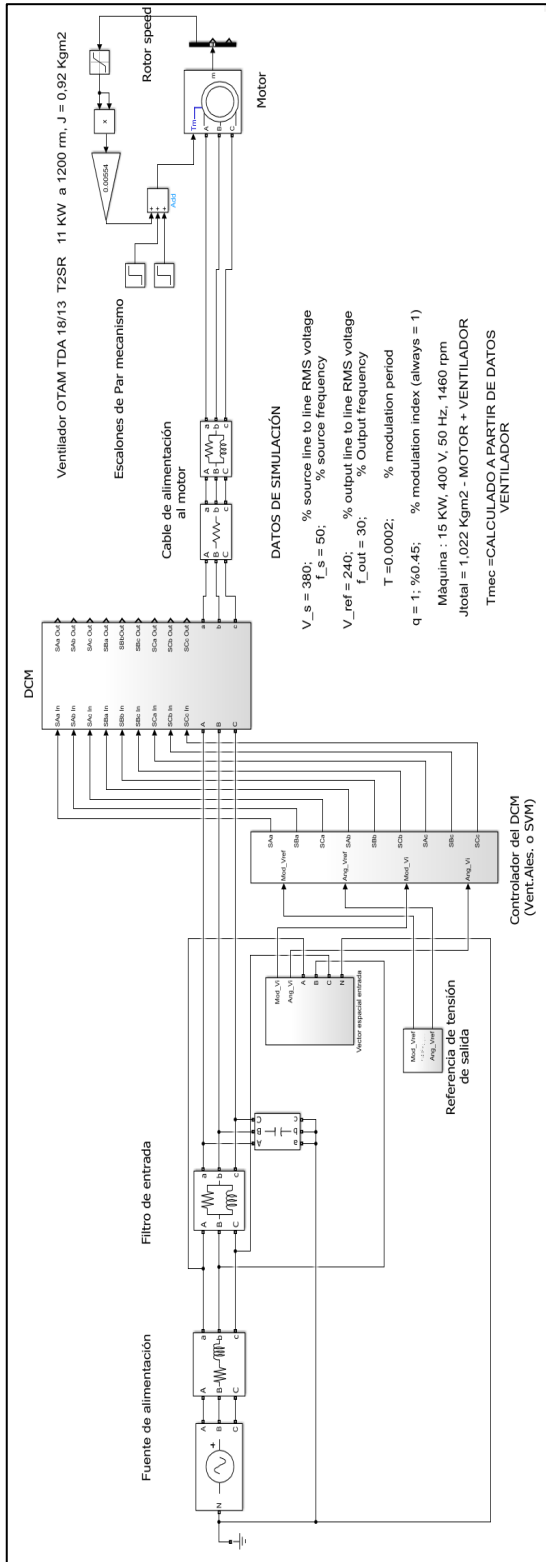 Ventilador OTAM TDA 18/13 T2SR 11 KW a 1200 rm, J = 0,92 Kgm2
Rotor speed
x
0.00554
Escalones de Par mecanismo
+
+
+
Add
m
Tm
A
B
C
Motor
Fuente de alimentación
N
+
A
B
C
A
B
C
a
b
c
Filtro de entrada
A
B
C
a
b
c
A
B
C
a
b
c
DCM
SAa In
SAb In
SAc In
SBa In
SBb In
SBc In
SCa In
SCb In
SCc In
A
B
C
SAa Out
SAb Out
SAc Out
SBa Out
SBbOut
SBc Out
SCa Out
SCb Out
SCc Out
a
b
c
Cable de alimentación
al motor
A
B
C
a
b
c
A
B
C
a
b
c
Mod_Vi
Ang_Vi
A
B
C
N
Vector espacial entrada
Mod_Vref
Ang_Vref
Referencia de tensión
de salida
Mod_Vref
Ang_Vref
Mod_Vi
Ang_Vi
SAa
SBa
SCa
SAb
SBb
SCb
SAc
SBc
SCc
Controlador del DCM
(Vent.Ales. o SVM)
DATOS DE SIMULACIÓN
V_s = 380; % source line to line RMS voltage
f_s = 50; % source frequency
V_ref = 240; % output line to line RMS voltage
f_out = 30; % Output frequency
T =0.0002; % modulation period
q = 1; %0.45; % modulation index (always = 1)
Máquina : 15 KW, 400 V, 50 Hz, 1460 rpm
Jtotal = 1,022 Kgm2 - MOTOR + VENTILADOR
Tmec =CALCULADO A PARTIR DE DATOS
VENTILADOR